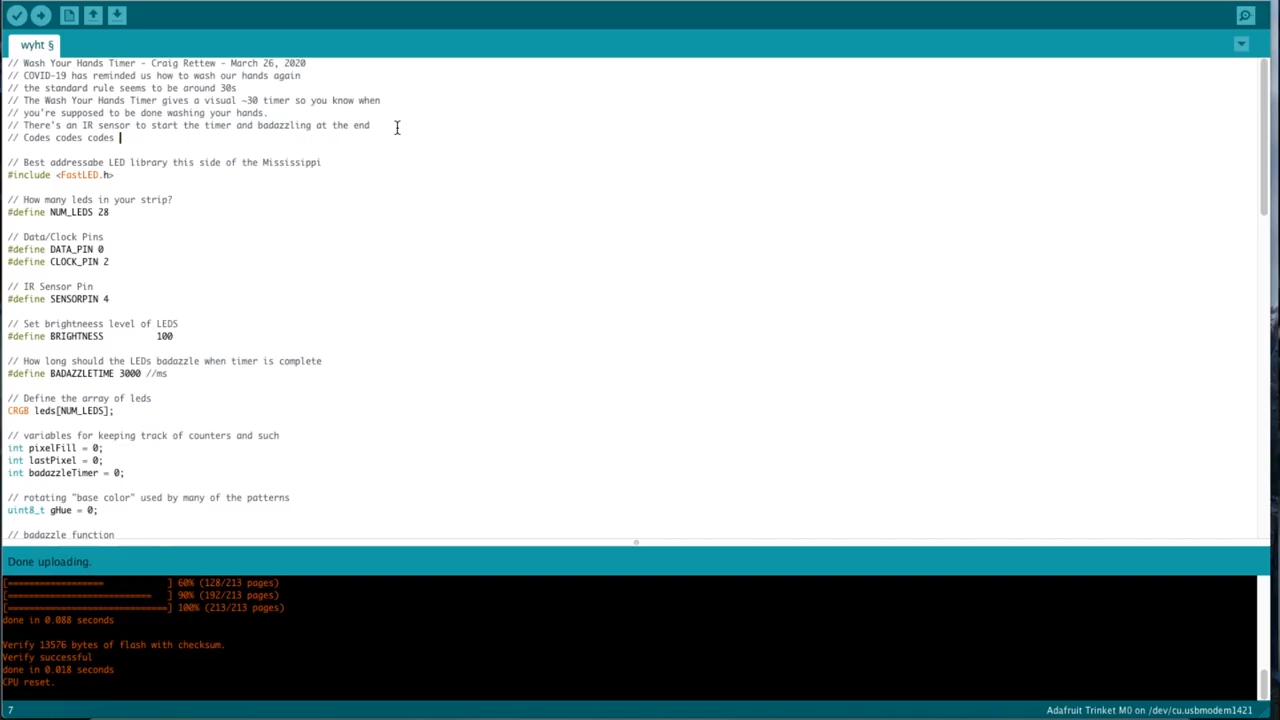 wyht §
// Wash Your Hands Timer - Craig Rettew - March 26, 2020
// COVID-19 has reminded us how to wash our hands again
// the standard rule seems to be around 30s
// The Wash Your Hands Timer gives a visual ~30 timer so you know when
// you're supposed to be done washing your hands.
// There's an IR sensor to start the timer and badazzling at the end
// Codes codes codes
// Best addressabe LED library this side of the Mississippi
#include <FastLED.h>
// How many leds in your strip?
#define NUM_LEDS 28
// Data/Clock Pins
#define DATA_PIN 0
#define CLOCK_PIN 2
// IR Sensor Pin
#define SENSORPIN 4
// Set brightneess level of LEDS
#define BRIGHTNESS 100
// How long should the LEDs badazzle when timer is complete
#define BADAZZLETIME 3000 //ms
// Define the array of leds
CRGB leds[NUM_LEDS];
// variables for keeping track of counters and such
int pixelFill = 0;
int lastPixel = 0;
int badazzleTimer = 0;
// rotating "base color" used by many of the patterns
uint8_t gHue = 0;
// badazzle function
Done uploading.
[================== ] 60% (128/213 pages)
[=========================== ] 90% (192/213 pages)
[==============================] 100% (213/213 pages)
done in 0.088 seconds
Verify 13576 bytes of flash with checksum.
Verify successful
done in 0.018 seconds
CPU reset.
7 Adafruit Trinket M0 on /dev/cu.usbmodem1421